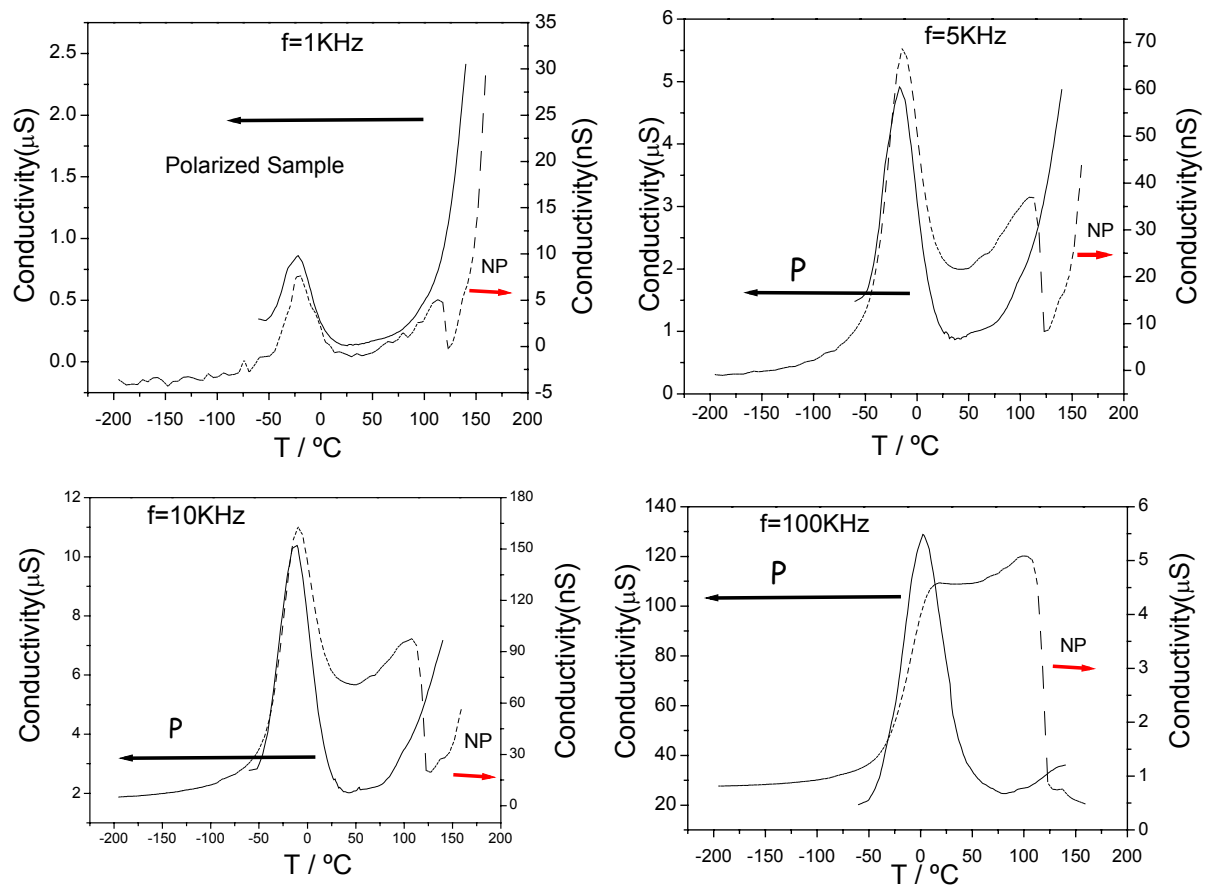 f=1KHz
Conductivity(μS)
2.5
2.0
1.5
1.0
0.5
0.0
Polarized Sample
NP
35
30
25
20
15
10
5
0
-5
Conductivity(nS)
-200 -150 -100 -50 0 50 100 150 200
T / ºC
f=5KHz
Conductivity(μS)
6
5
4
3
2
1
0
P
NP
70
60
50
40
30
20
10
0
Conductivity(nS)
-200 -150 -100 -50 0 50 100 150 200
T / ºC
f=10KHz
Conductivity(μS)
12
10
8
6
4
2
P
NP
180
150
120
90
60
30
0
Conductivity(nS)
-200 -150 -100 -50 0 50 100 150 200
T / ºC
f=100KHz
Conductivity(μS)
140
120
100
80
60
40
20
P
NP
6
5
4
3
2
1
0
Conductivity(μS)
-200 -150 -100 -50 0 50 100 150 200
T / ºC